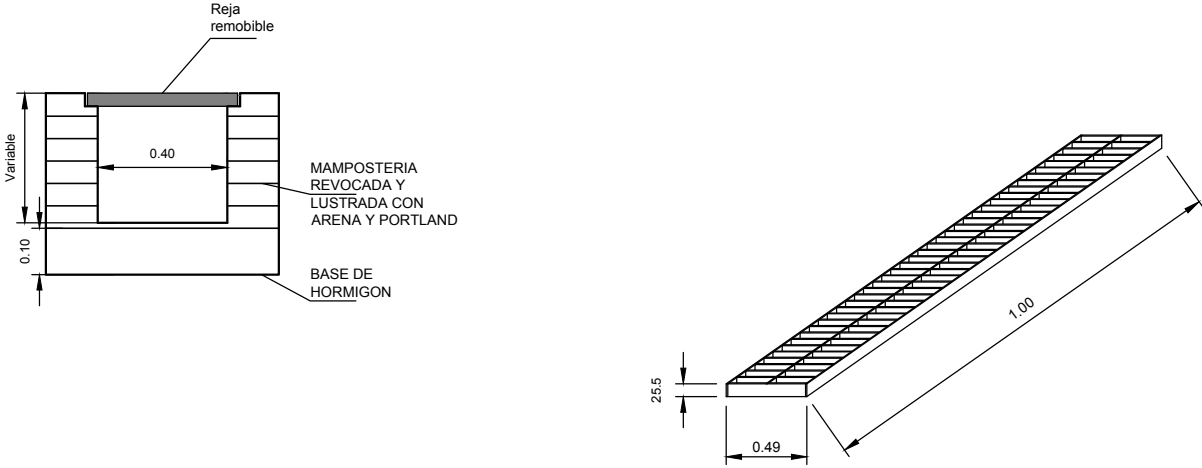 Reja
remobible
Variable
0.40
MAMPOSTERIA
REVOCADA Y
LUSTRADA CON
ARENA Y PORTLAND
0.10
BASE DE
HORMIGON
1.00
25.5
0.49